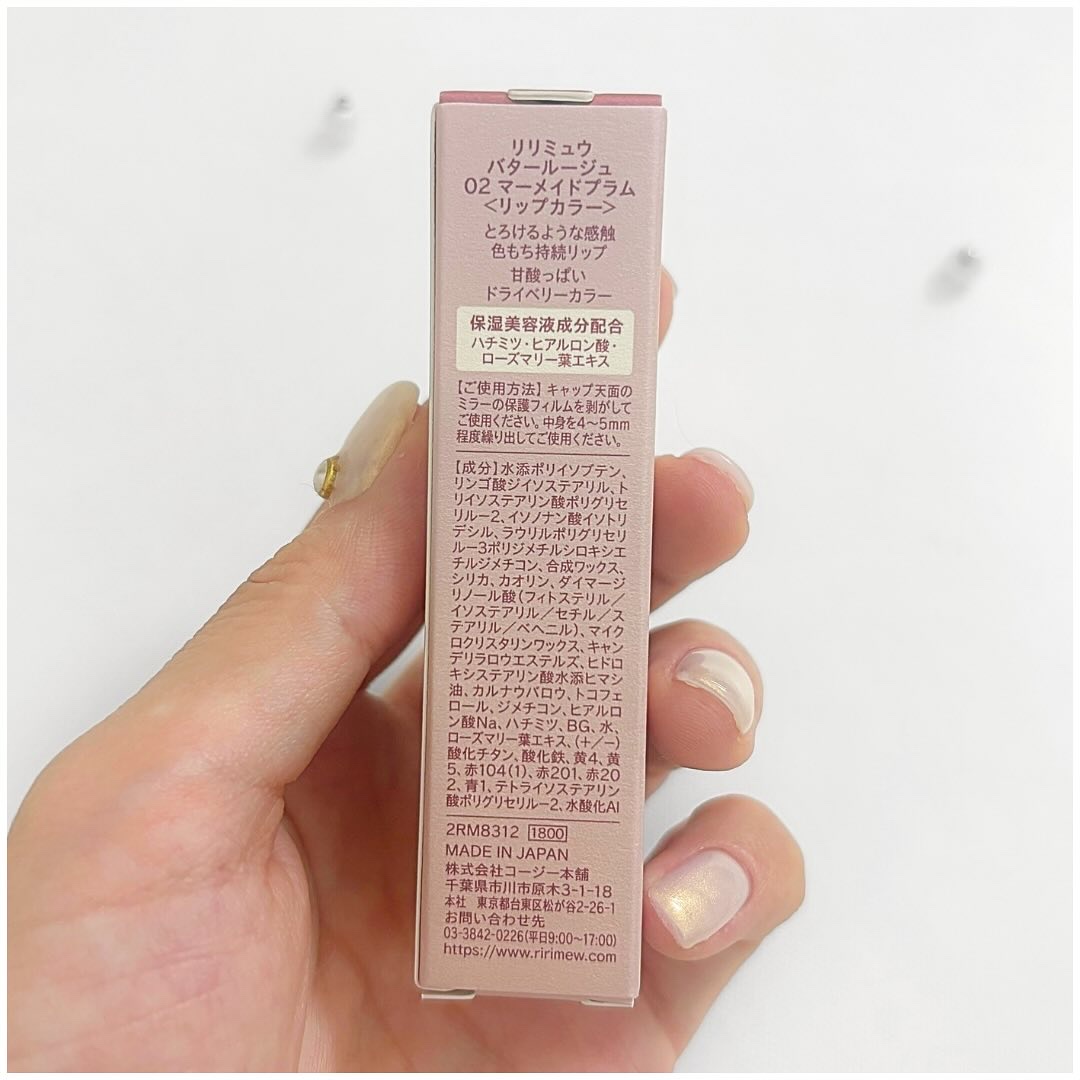 リリミュウ
バタールージュ
02 マーメイドプラム
<リップカラー>
とろけるような感触
色もち持続リップ
甘酸っぱい
ドライベリーカラー
保湿美容液成分配合
ハチミツ・ヒアルロン酸・
ローズマリー葉エキス
【ご使用方法】キャップ天面の
ミラーの保護フィルムを剥がして
ご使用ください。中身を4〜5mm
程度繰り出してご使用ください。
【成分】水添ポリイソブテン、
リンゴ酸ジイソステアリル、ト
リイソステアリン酸ポリグリセ
リル-2、イソノナン酸イソトリ
デシル、ラウリルポリグリセリ
ル-3ポリジメチルシロキシエ
チルジメチコン、合成ワックス、
シリカ、カオリン、ダイマージ
リノール酸(フィトステリル/
イソステアリル/セチル/ス
テアリル/ベヘニル)、マイク
ロクリスタリンワックス、キャン
デリラロウエステルズ、ヒドロ
キシステアリン酸水添ヒマシ
油、カルナウバロウ、トコフェ
ロール、ジメチコン、ヒアルロ
ン酸Na、ハチミツ、BG、水、
ローズマリー葉エキス、(+/−)
酸化チタン、酸化鉄、黄4、黄
5、赤104(1)、赤201、赤20
2、青1、テトライソステアリン
酸ポリグリセリル-2、水酸化Al
2RM8312 1800
MADE IN JAPAN
株式会社コージー本舗
千葉県市川市原木3-1-18
本社 東京都台東区松が谷2-26-1
お問い合わせ先
03-3842-0226(平日9:00〜17:00)
https://www.ririmew.com